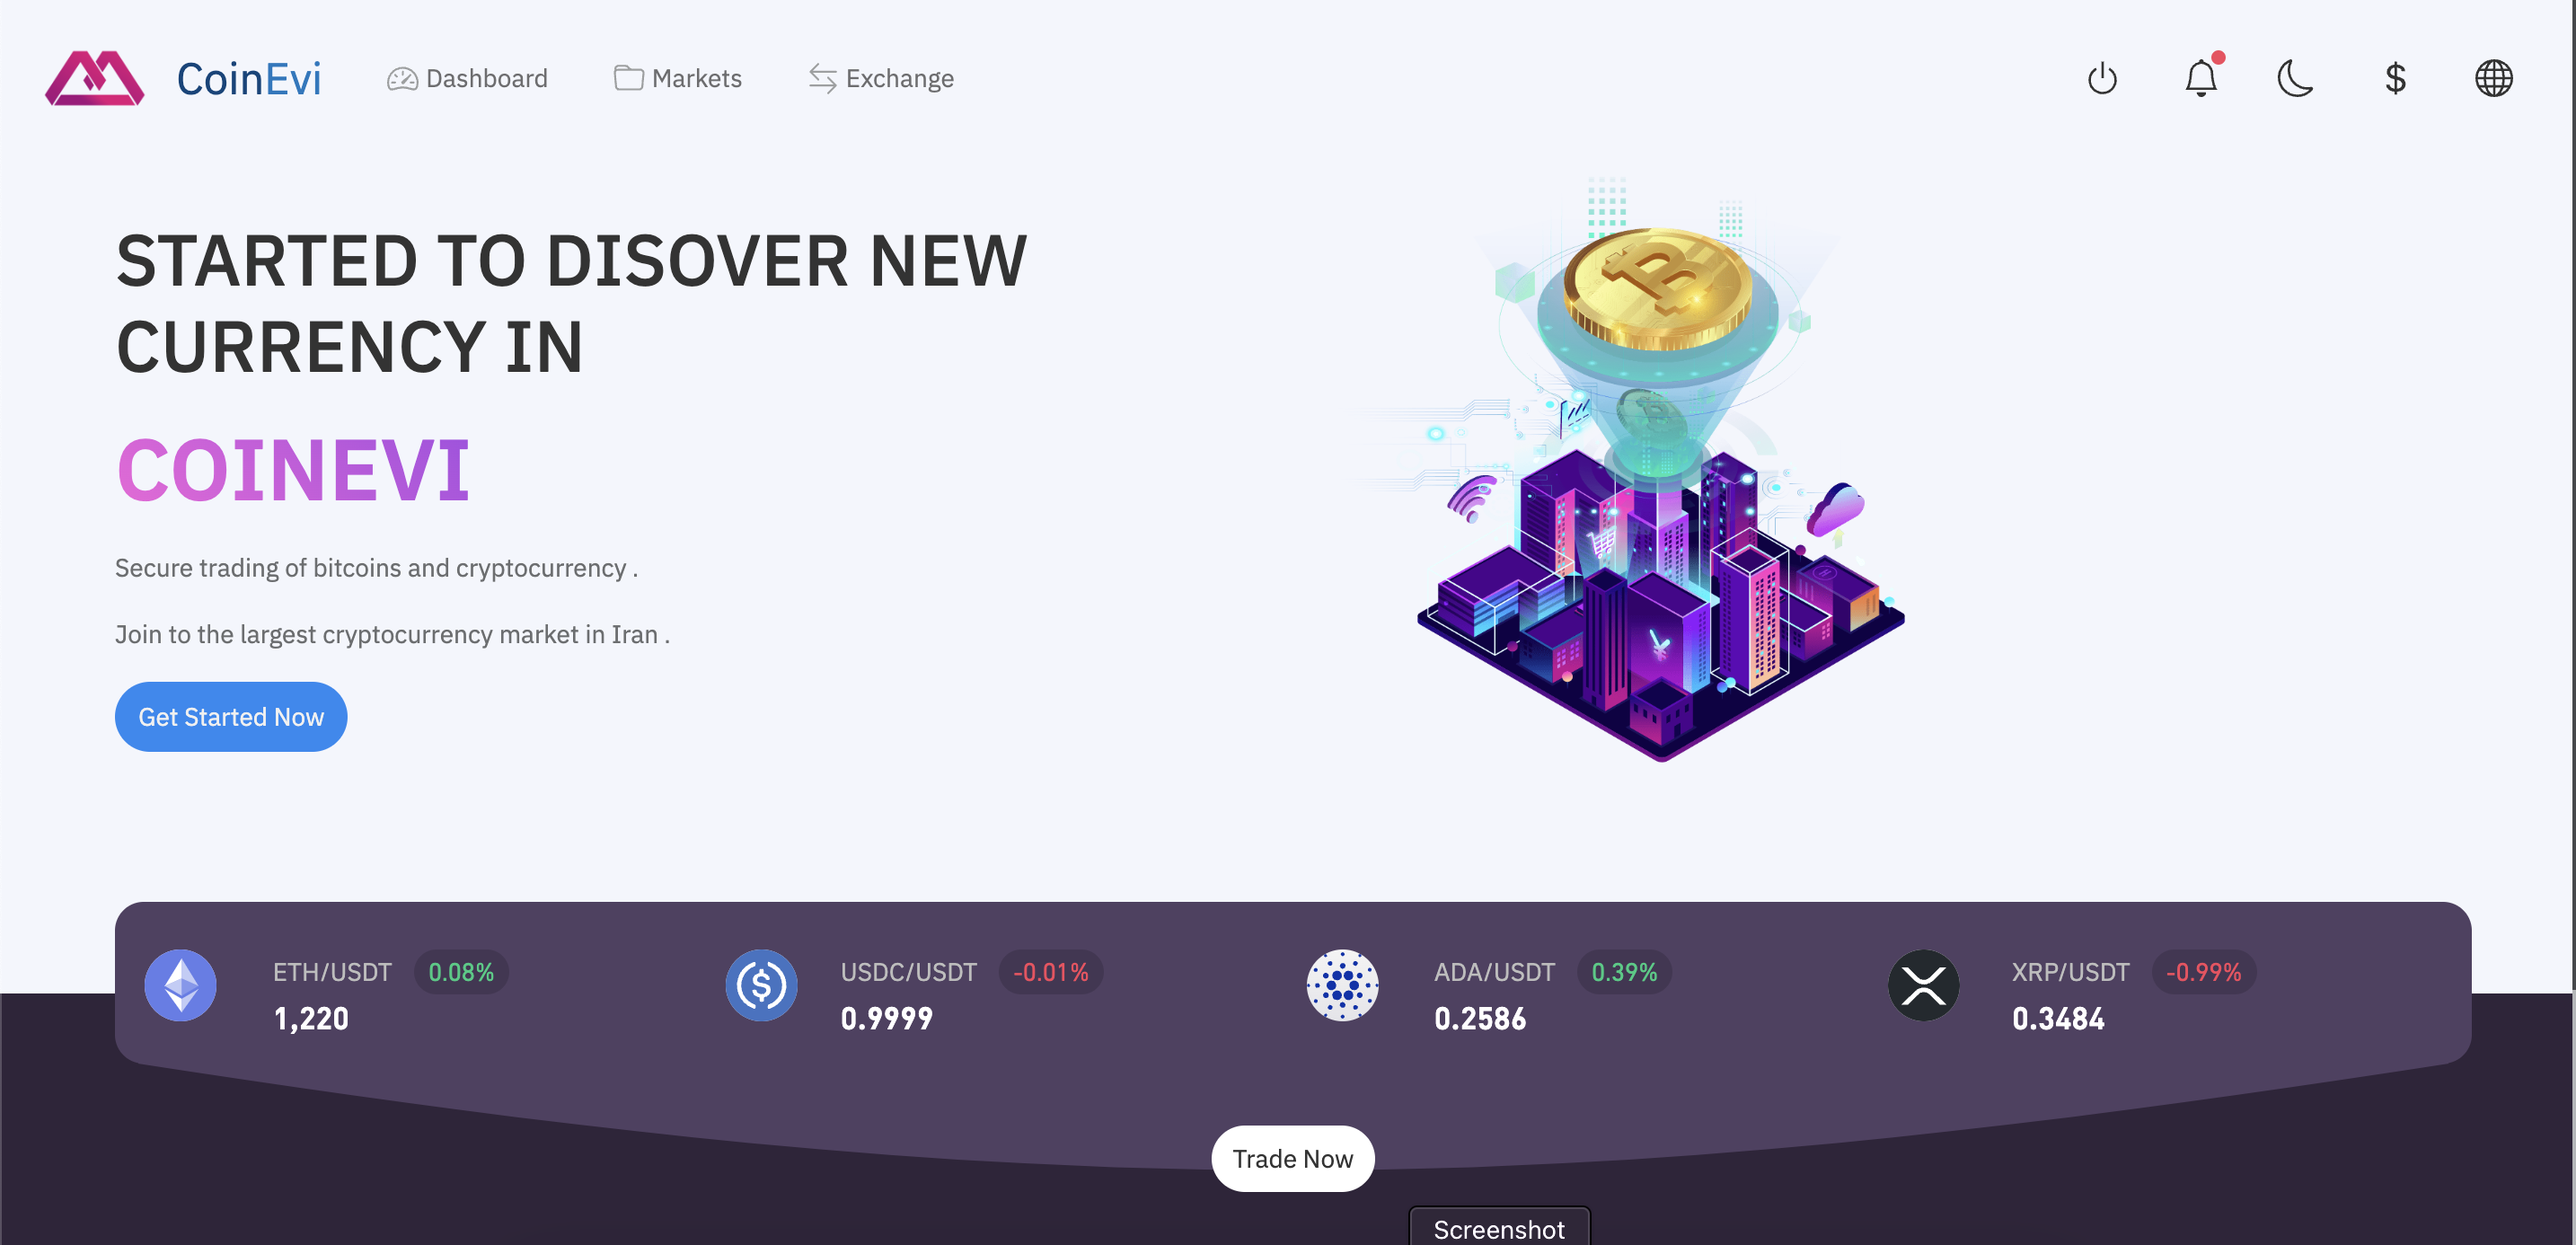 CoinEvi
Dashboard
Markets
Exchange
STARTED TO DISOVER NEW
CURRENCY IN
COINEVI
Secure trading of bitcoins and cryptocurrency .
Join to the largest cryptocurrency market in Iran .
Get Started Now
ETH/USDT 0.08%
1,220
USDC/USDT -0.01%
0.9999
ADA/USDT 0.39%
0.2586
XRP/USDT -0.99%
0.3484
Trade Now
Screenshot